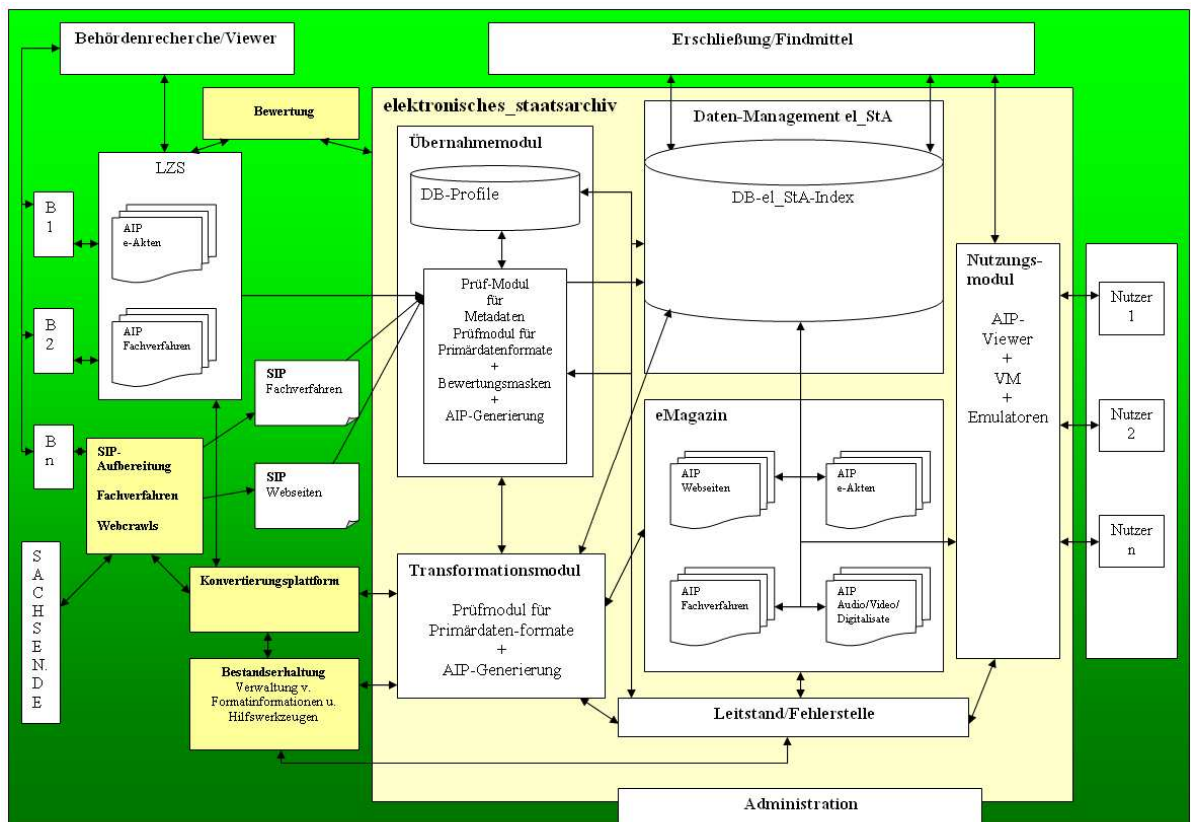 Behördenrecherche/Viewer
Erschließung/Findmittel
Bewertung
elektronisches_staatsarchiv
LZS
B
1
AIP
e-Akten
B
2
AIP
Fachverfahren
B
n
SIP-
Aufbereitung
Fachverfahren
Webcrawls
S
A
C
H
S
E
N.
D
E
SIP
Fachverfahren
SIP
Webseiten
Konvertierungsplattform
Bestandserhaltung
Verwaltung v.
Formatinformationen u.
Hilfswerkzeugen
Übernahmemodul
DB-Profile
Prüf-Modul
für
Metadaten
Prüfmodul für
Primärdatenformate
+
Bewertungsmasken
+
AIP-Generierung
Transformationsmodul
Prüfmodul für
Primärdaten-formate
+
AIP-Generierung
Daten-Management el_StA
DB-el_StA-Index
eMagazin
AIP
Webseiten
AIP
e-Akten
AIP
Fachverfahren
AIP
Audio/Video/
Digitalisate
Leitstand/Fehlerstelle
Nutzungs-
modul
AIP-
Viewer
+
VM
+
Emulatoren
Nutzer
1
Nutzer
2
Nutzer
n
Administration